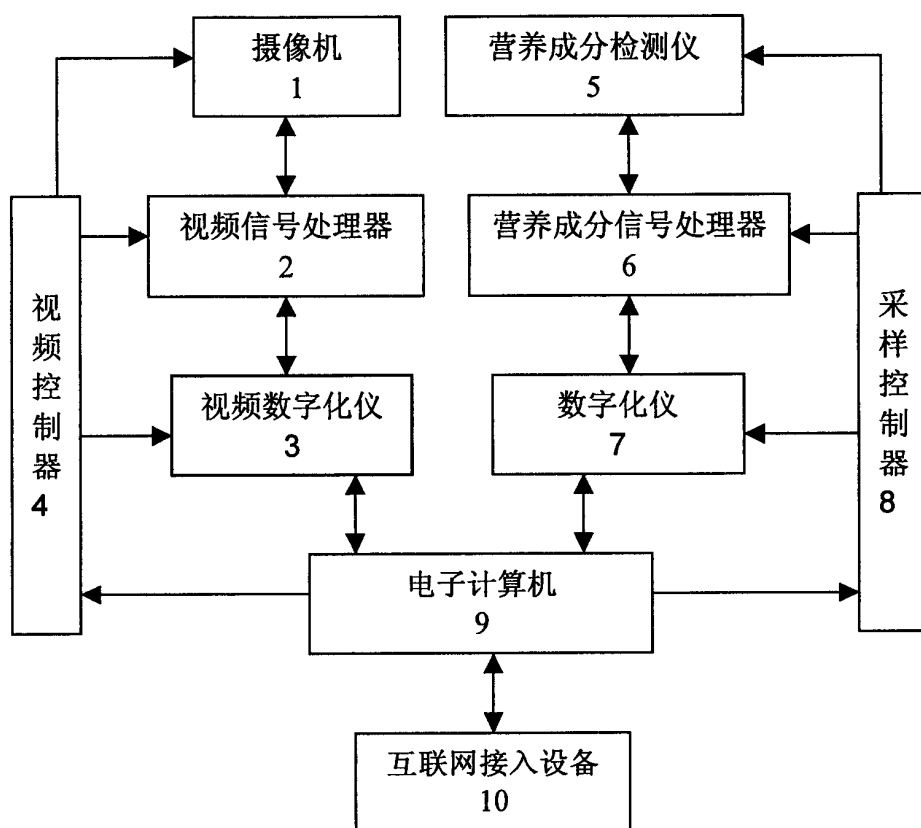 摄像机
1
营养成分检测仪
5
视频信号处理器
2
营养成分信号处理器
6
视频控制器
4
采样控制器
8
视频数字化仪
3
数字化仪
7
电子计算机
9
互联网接入设备
10